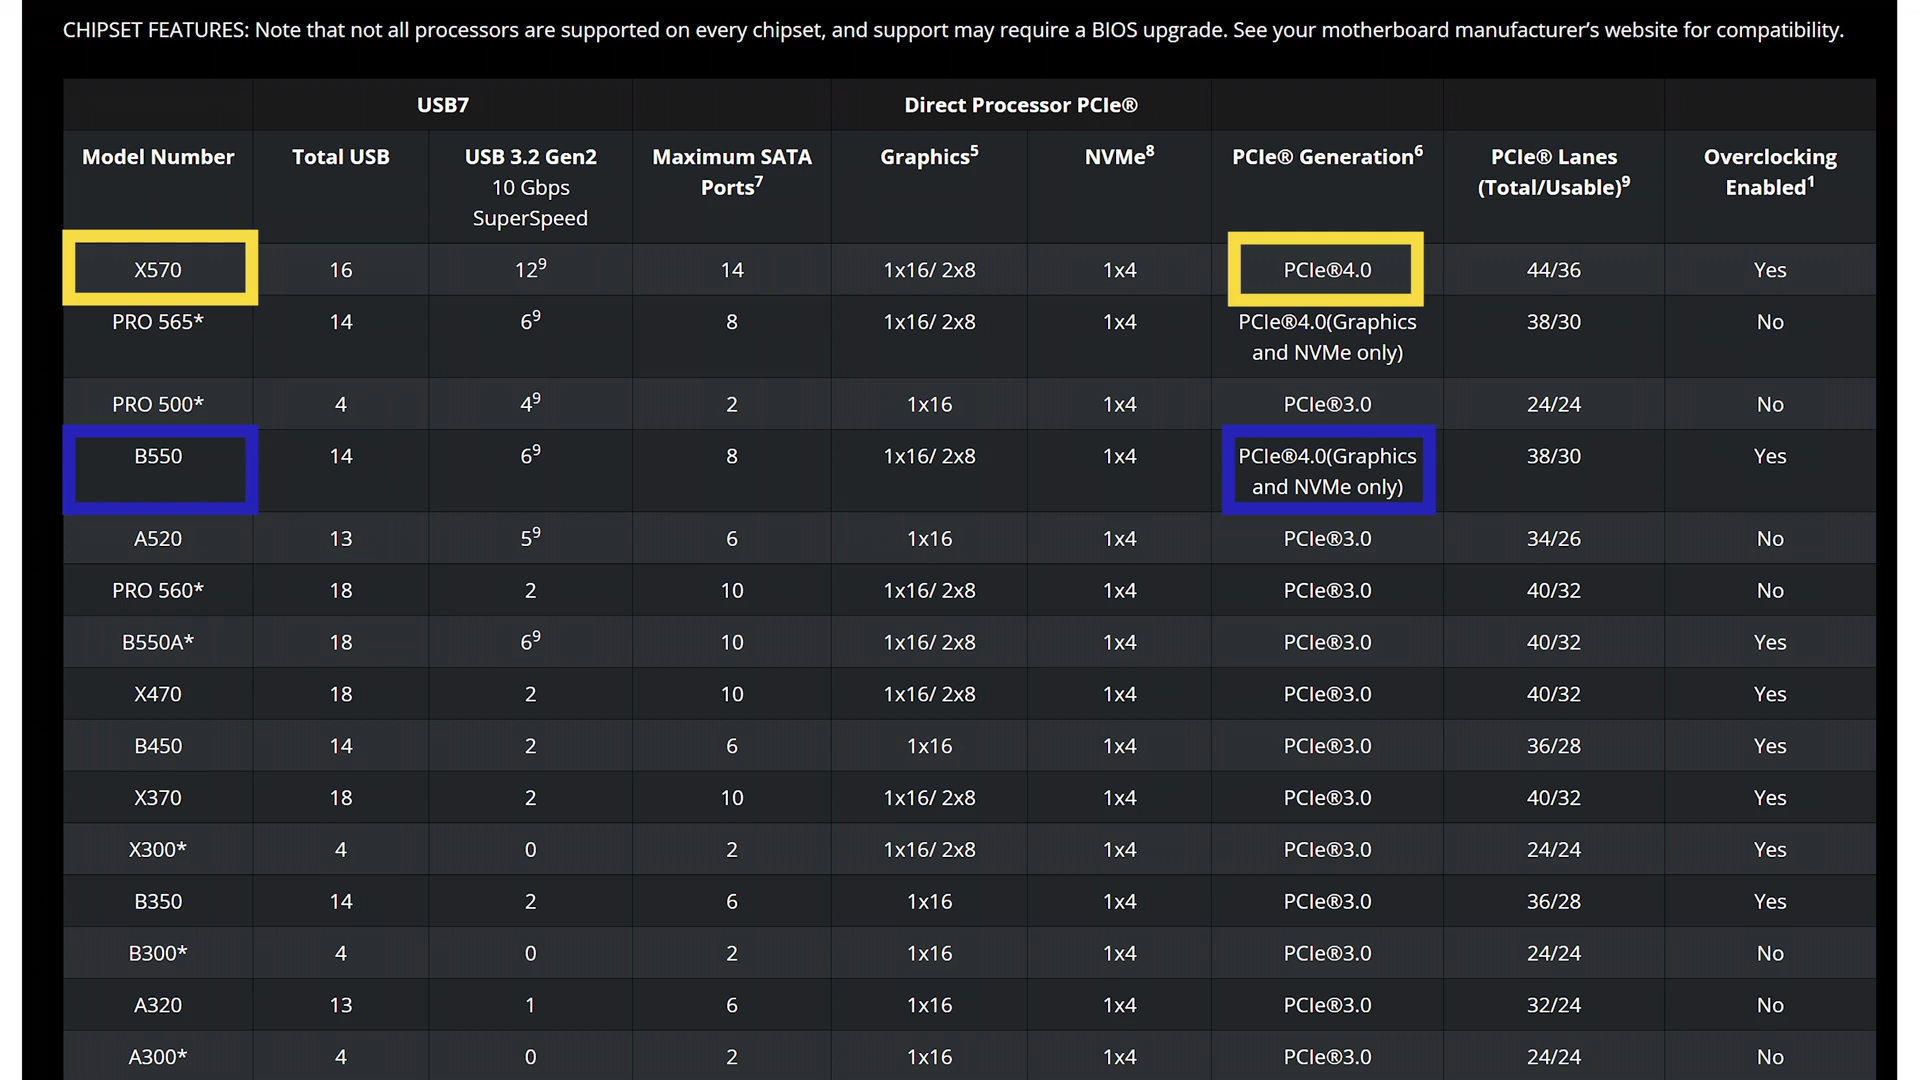 CHIPSET FEATURES: Note that not all processors are supported on every chipset, and support may require a BIOS upgrade. See your motherboard manufacturer’s website for compatibility.
USB7 Direct Processor PCIe®
Model Number Total USB USB 3.2 Gen2 Maximum SATA Graphics5 NVMe8 PCIe® Generation6 PCIe® Lanes Overclocking
10 Gbps Ports7 (Total/Usable)9 Enabled1
SuperSpeed
X570 16 129 14 1x16/ 2x8 1x4 PCIe®4.0 44/36 Yes
PRO 565* 14 69 8 1x16/ 2x8 1x4 PCIe®4.0(Graphics 38/30 No
and NVMe only)
PRO 500* 4 49 2 1x16 1x4 PCIe®3.0 24/24 No
B550 14 69 8 1x16/ 2x8 1x4 PCIe®4.0(Graphics 38/30 Yes
and NVMe only)
A520 13 59 6 1x16 1x4 PCIe®3.0 34/26 No
PRO 560* 18 2 10 1x16/ 2x8 1x4 PCIe®3.0 40/32 No
B550A* 18 69 10 1x16/ 2x8 1x4 PCIe®3.0 40/32 Yes
X470 18 2 10 1x16/ 2x8 1x4 PCIe®3.0 40/32 Yes
B450 14 2 6 1x16 1x4 PCIe®3.0 36/28 Yes
X370 18 2 10 1x16/ 2x8 1x4 PCIe®3.0 40/32 Yes
X300* 4 0 2 1x16/ 2x8 1x4 PCIe®3.0 24/24 Yes
B350 14 2 6 1x16 1x4 PCIe®3.0 36/28 Yes
B300* 4 0 2 1x16 1x4 PCIe®3.0 24/24 No
A320 13 1 6 1x16 1x4 PCIe®3.0 32/24 No
A300* 4 0 2 1x16 1x4 PCIe®3.0 24/24 No